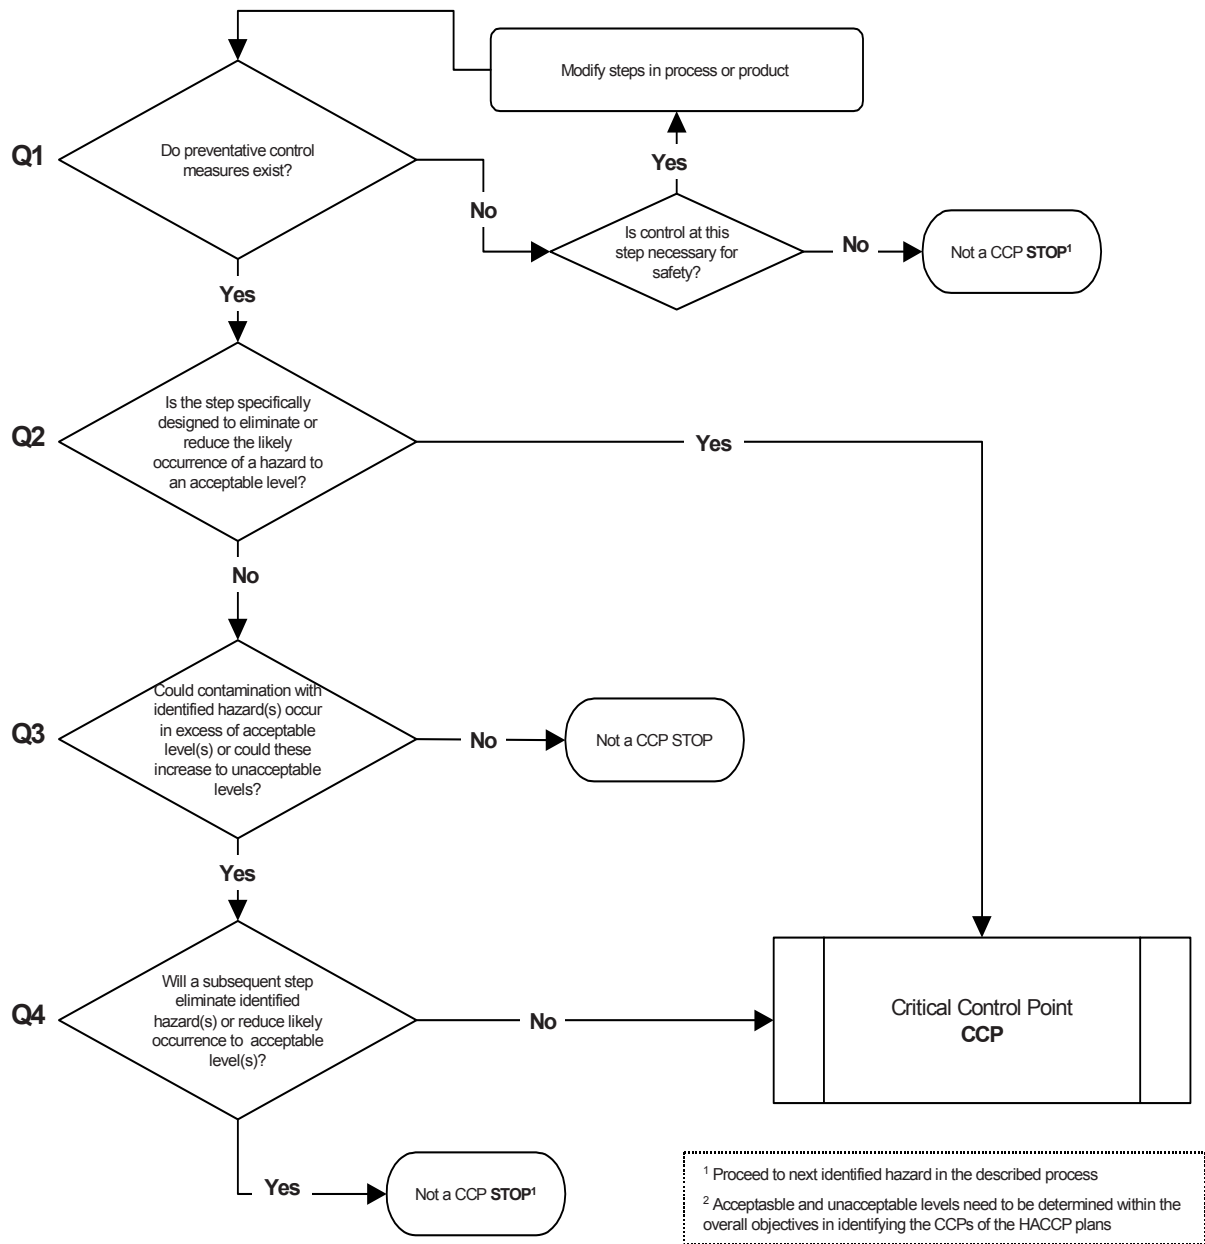 Modify steps in process or product
Q1
Do preventative control
measures exist?
Yes
No
Is control at this
step necessary for
safety?
No
Not a CCP STOP¹
Yes
Q2
Is the step specifically
designed to eliminate or
reduce the likely
occurrence of a hazard to
an acceptable level?
Yes
No
Q3
Could contamination with
identified hazard(s) occur
in excess of acceptable
level(s) or could these
increase to unacceptable
levels?
No
Not a CCP STOP
Yes
Q4
Will a subsequent step
eliminate identified
hazard(s) or reduce likely
occurrence to acceptable
level(s)?
No
Critical Control Point
CCP
Yes
Not a CCP STOP¹
¹ Proceed to next identified hazard in the described process
² Acceptasble and unacceptable levels need to be determined within the
overall objectives in identifying the CCPs of the HACCP plans